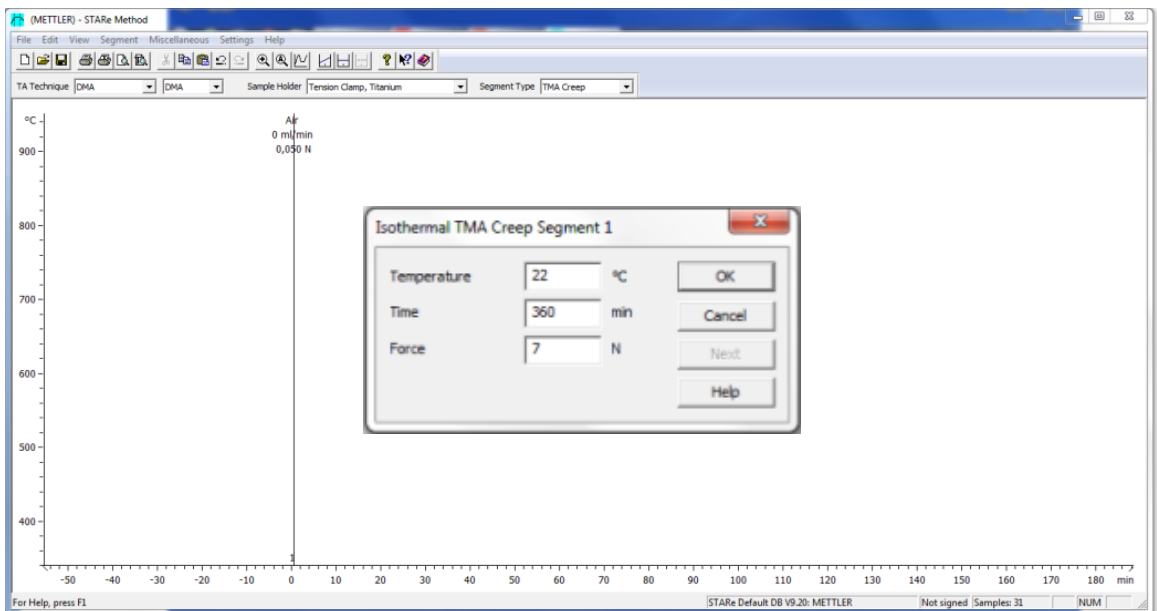 (METTLER) - STARe Method
File Edit View Segment Miscellaneous Settings Help
TA Technique DMA DMA Sample Holder Tension Clamp, Titanium Segment Type TMA Creep
°C
Air
0 ml/min
0,050 N
900
800
700
600
500
400
Isothermal TMA Creep Segment 1
Temperature 22 °C OK
Time 360 min Cancel
Force 7 N Next
Help
1
-50 -40 -30 -20 -10 0 10 20 30 40 50 60 70 80 90 100 110 120 130 140 150 160 170 180 min
For Help, press F1 STARe Default DB V9.20: METTLER Not signed Samples: 31 NUM